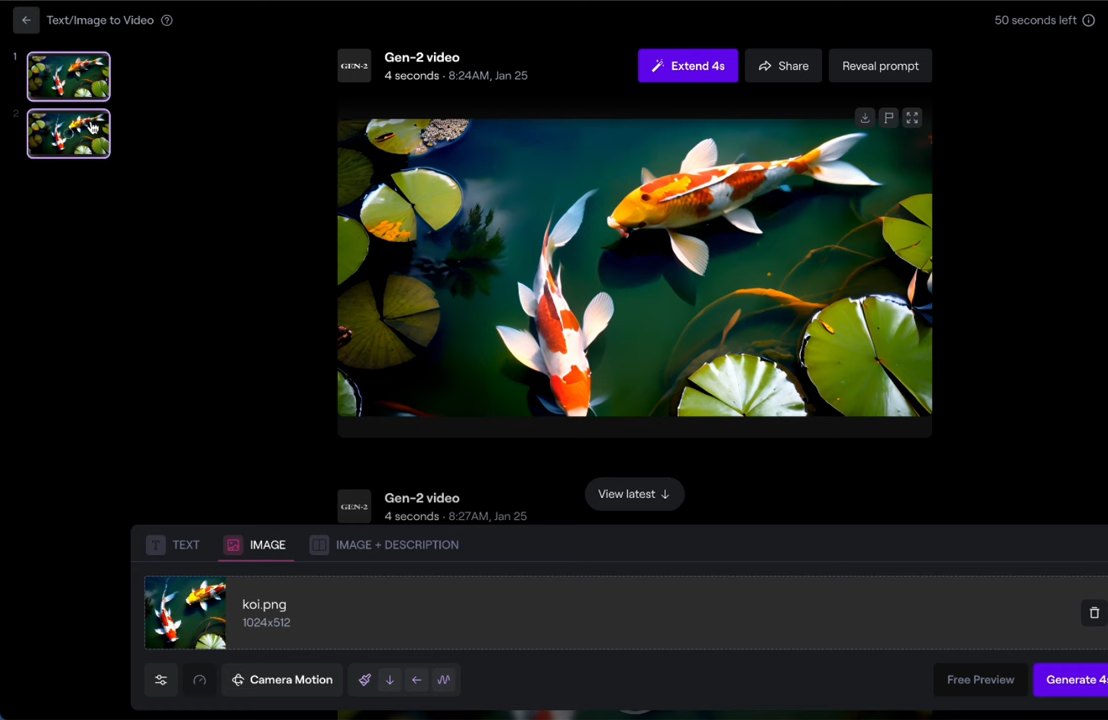 Text/Image to Video ?
50 seconds left
1
2
GEN-2
Gen-2 video
4 seconds · 8:24AM, Jan 25
Extend 4s
Share
Reveal prompt
View latest ↓
GEN-2
Gen-2 video
4 seconds · 8:27AM, Jan 25
T TEXT
IMAGE
IMAGE + DESCRIPTION
koi.png
1024x512
Camera Motion
Free Preview
Generate 4s